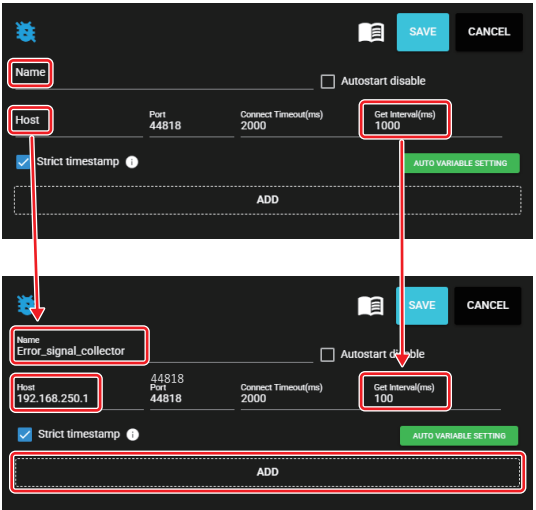 SAVE CANCEL
Name
Autostart disable
Host
Port
44818
Connect Timeout(ms)
2000
Get Interval(ms)
1000
Strict timestamp i
AUTO VARIABLE SETTING
ADD
SAVE CANCEL
Name
Error_signal_collector
Autostart disable
Host
192.168.250.1
44818
Port
44818
Connect Timeout(ms)
2000
Get Interval(ms)
100
Strict timestamp i
AUTO VARIABLE SETTING
ADD